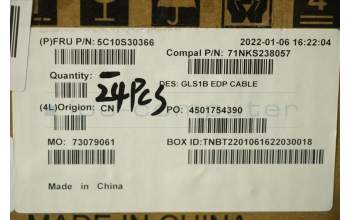 (P)FRU P/N: 5C10S30366 2022-01-06 16:22:04
Compal P/N: 71NKS238057
Quantity: DES: GLS1B EDP CABLE
24Pcs
(4L)Origion: CN PO: 4501754390
MO: 73079061 BOX ID:TNBT2201061622030018
Made in China